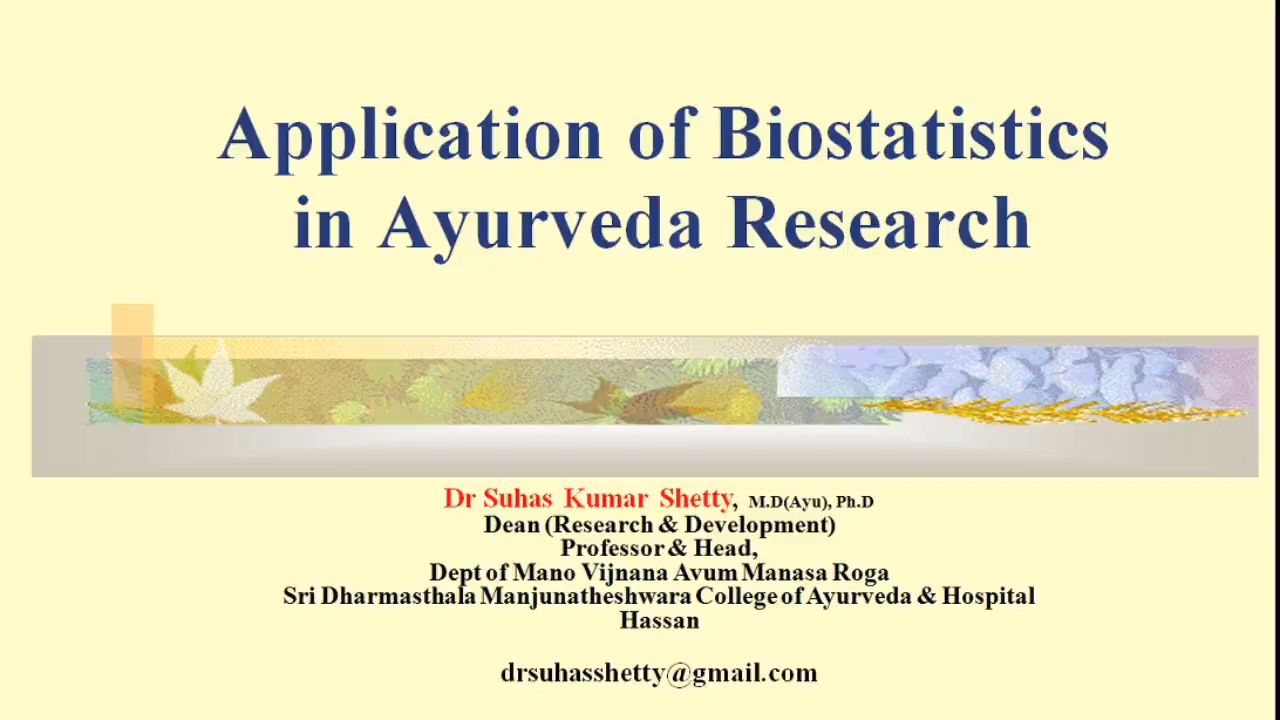 Application of Biostatistics
in Ayurveda Research
Dr Suhas Kumar Shetty, M.D(Ayu), Ph.D
Dean (Research & Development)
Professor & Head,
Dept of Mano Vijnana Avum Manasa Roga
Sri Dharmasthala Manjunatheshwara College of Ayurveda & Hospital
Hassan
drsuhasshetty@gmail.com